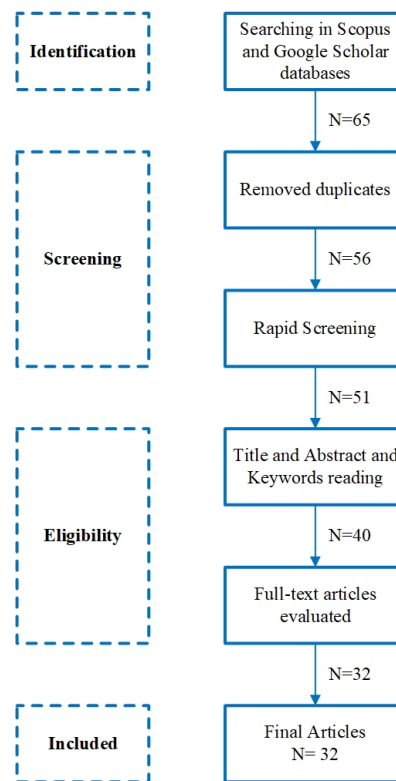 Identification
Searching in Scopus
and Google Scholar
databases
N=65
Removed duplicates
Screening
N=56
Rapid Screening
N=51
Title and Abstract and
Keywords reading
Eligibility
N=40
Full-text articles
evaluated
N=32
Included
Final Articles
N= 32